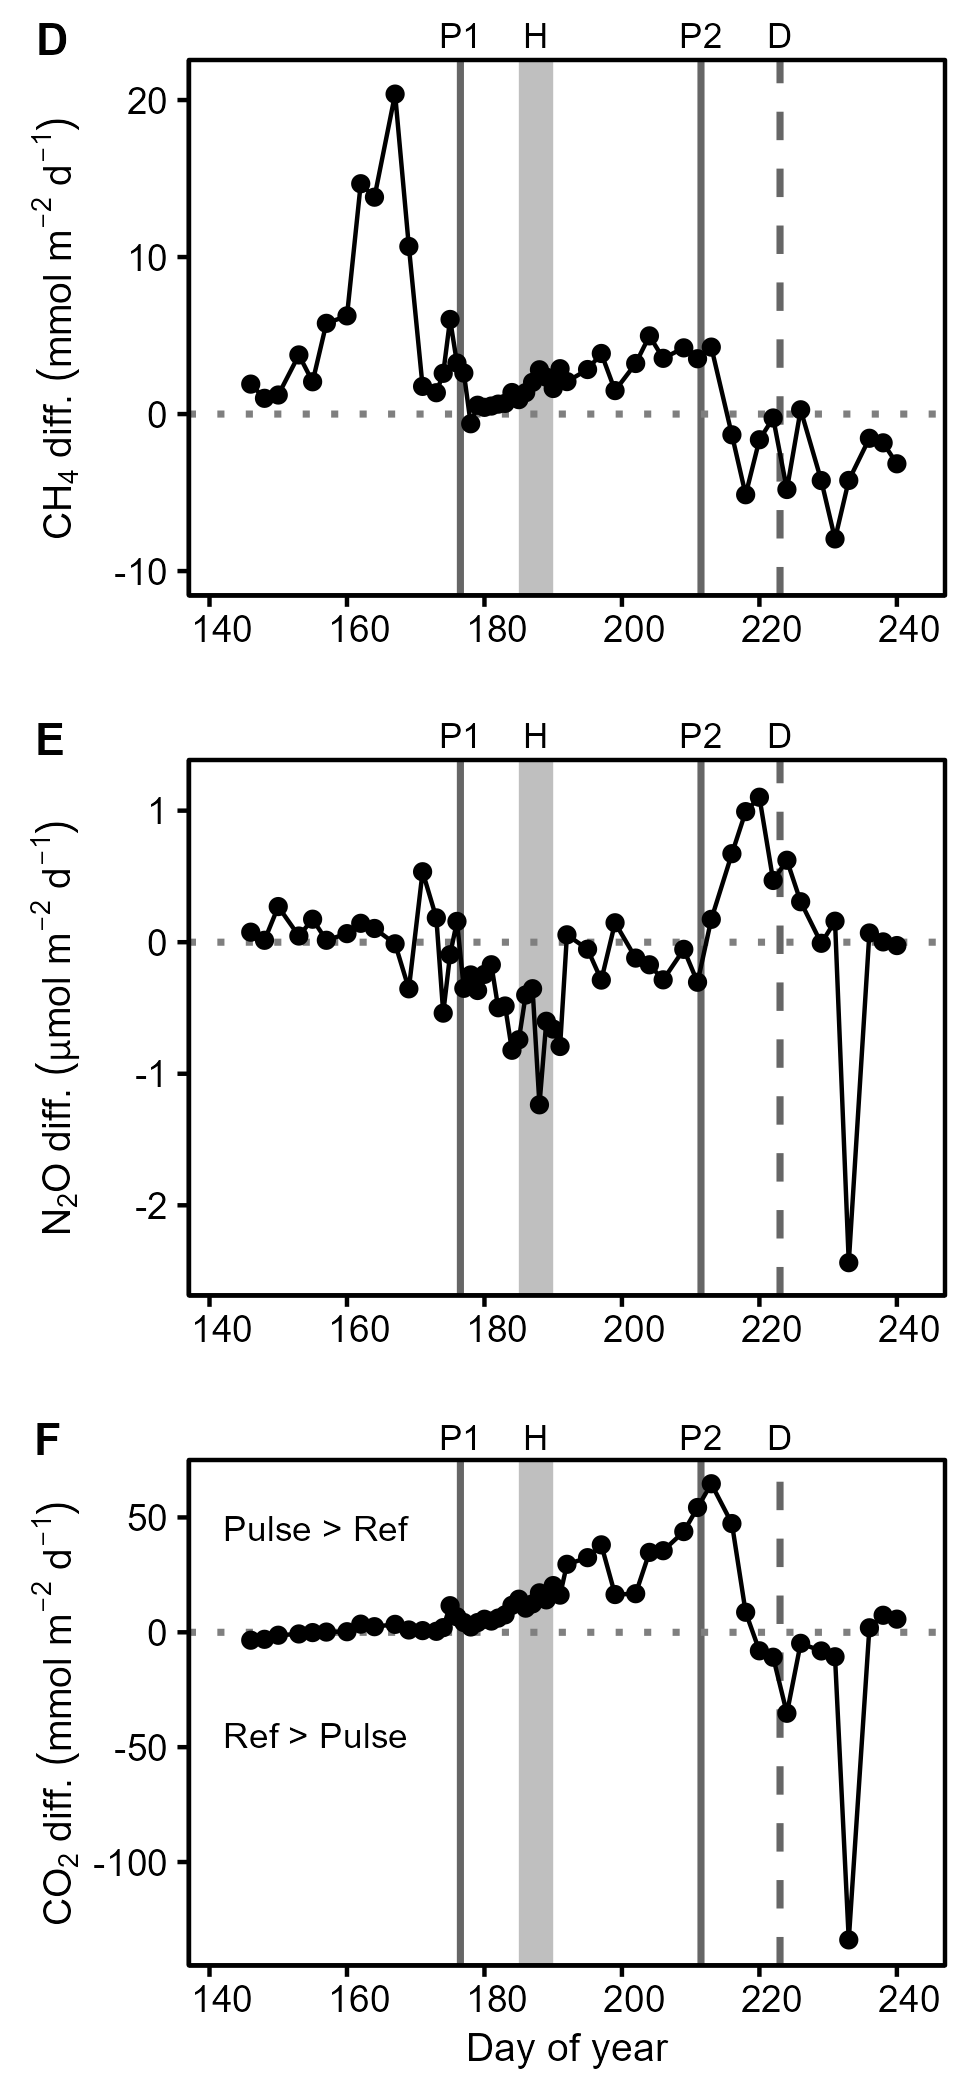 D
P1 H P2 D
CH₄ diff. (mmol m⁻² d⁻¹)
20
10
0
-10
140 160 180 200 220 240
E
P1 H P2 D
N₂O diff. (μmol m⁻² d⁻¹)
1
0
-1
-2
140 160 180 200 220 240
F
P1 H P2 D
CO₂ diff. (mmol m⁻² d⁻¹)
50
0
-50
-100
Pulse > Ref
Ref > Pulse
140 160 180 200 220 240
Day of year